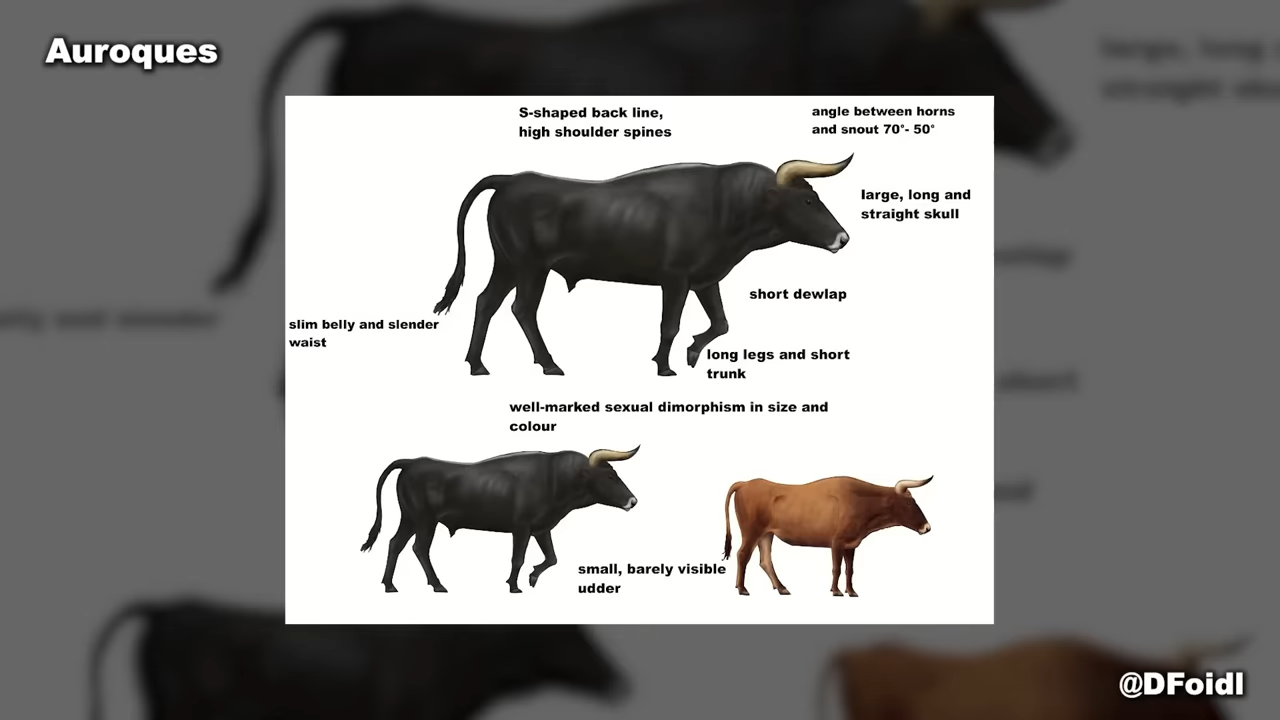 Auroques
S-shaped back line,
high shoulder spines
angle between horns
and snout 70°- 50°
large, long and
straight skull
short dewlap
slim belly and slender
waist
long legs and short
trunk
well-marked sexual dimorphism in size and
colour
small, barely visible
udder
@DFoidl